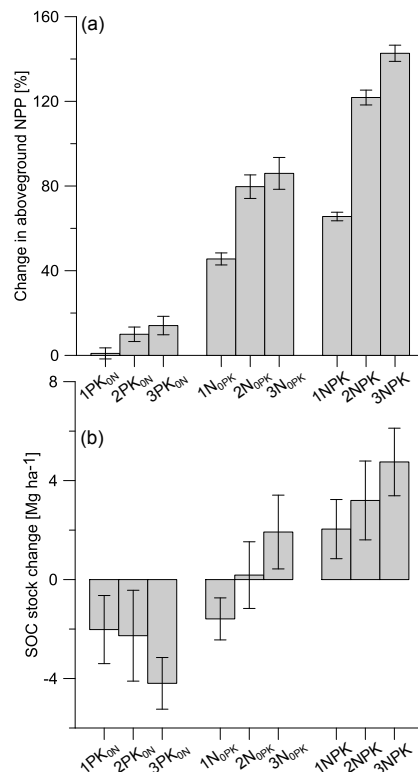 (a)
Change in aboveground NPP [%]
160
120
80
40
0
1PK0N 2PK0N 3PK0N 1N0PK 2N0PK 3N0PK 1NPK 2NPK 3NPK
(b)
SOC stock change [Mg ha-1]
8
4
0
-4
1PK0N 2PK0N 3PK0N 1N0PK 2N0PK 3N0PK 1NPK 2NPK 3NPK